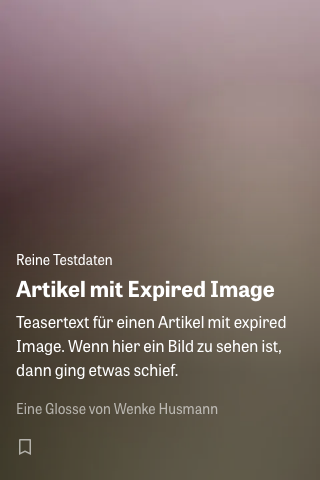 Reine Testdaten
Artikel mit Expired Image
Teasertext für einen Artikel mit expired
Image. Wenn hier ein Bild zu sehen ist,
dann ging etwas schief.
Eine Glosse von Wenke Husmann